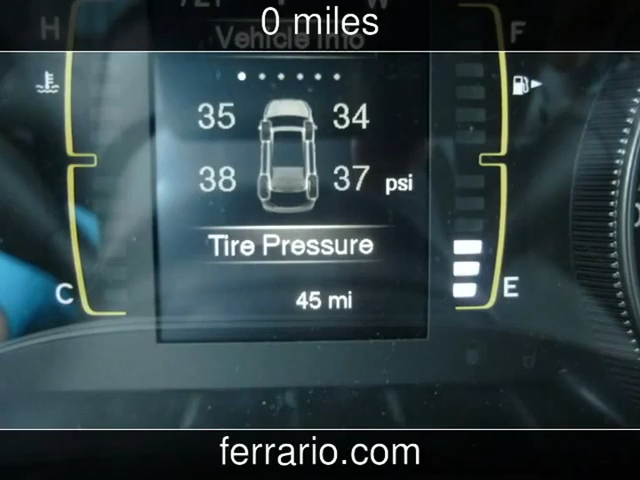 0 miles
H W F
Vehicle Info
35 34
38 37 psi
Tire Pressure
C 45 mi E
ferrario.com